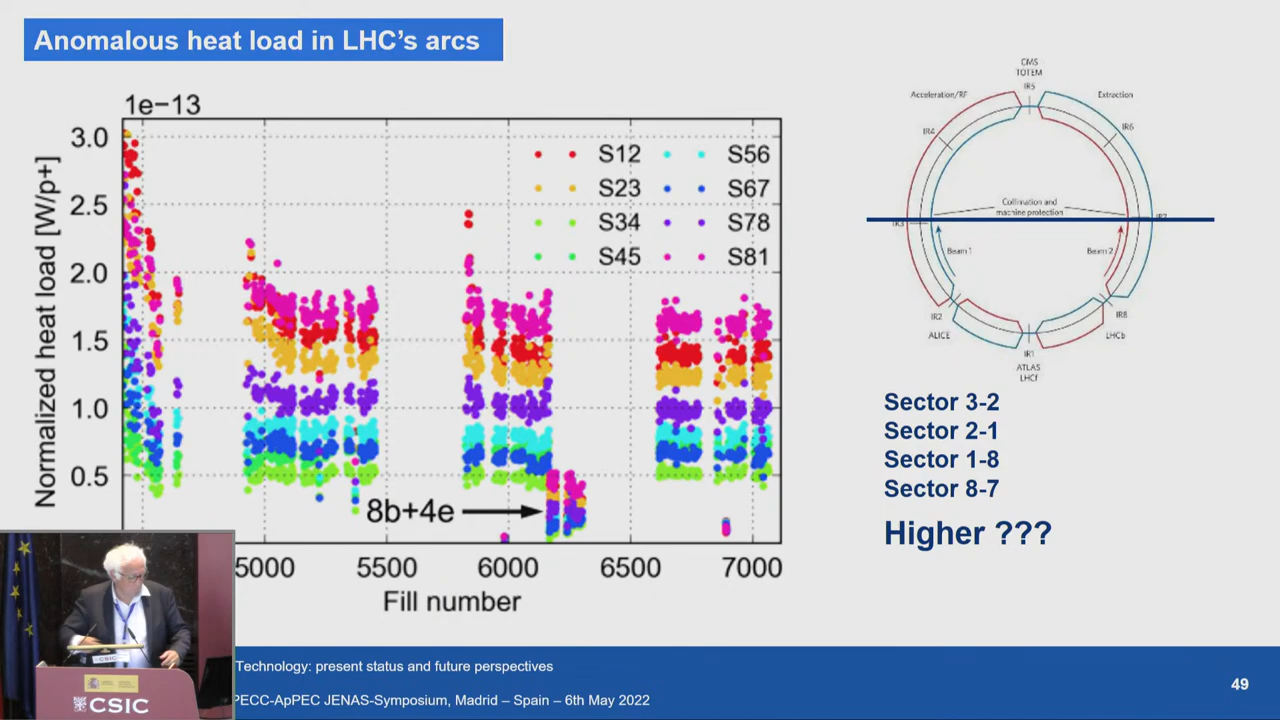 Anomalous heat load in LHC's arcs
1e−13
Normalized heat load [W/p+]
3.0
2.5
2.0
1.5
1.0
0.5
S12 S56
S23 S67
S34 S78
S45 S81
8b+4e
5000 5500 6000 6500 7000
Fill number
CMS
TOTEM
IR5
Acceleration/RF
Extraction
IR4
IR6
Collimation and
machine protection
IR3
Beam 1
Beam 2
IR2
IR8
ALICE
LHCb
IR1
ATLAS
LHCf
Sector 3-2
Sector 2-1
Sector 1-8
Sector 8-7
Higher ???
CSIC
CSIC
Technology: present status and future perspectives
PECC-ApPEC JENAS-Symposium, Madrid – Spain – 6th May 2022
49